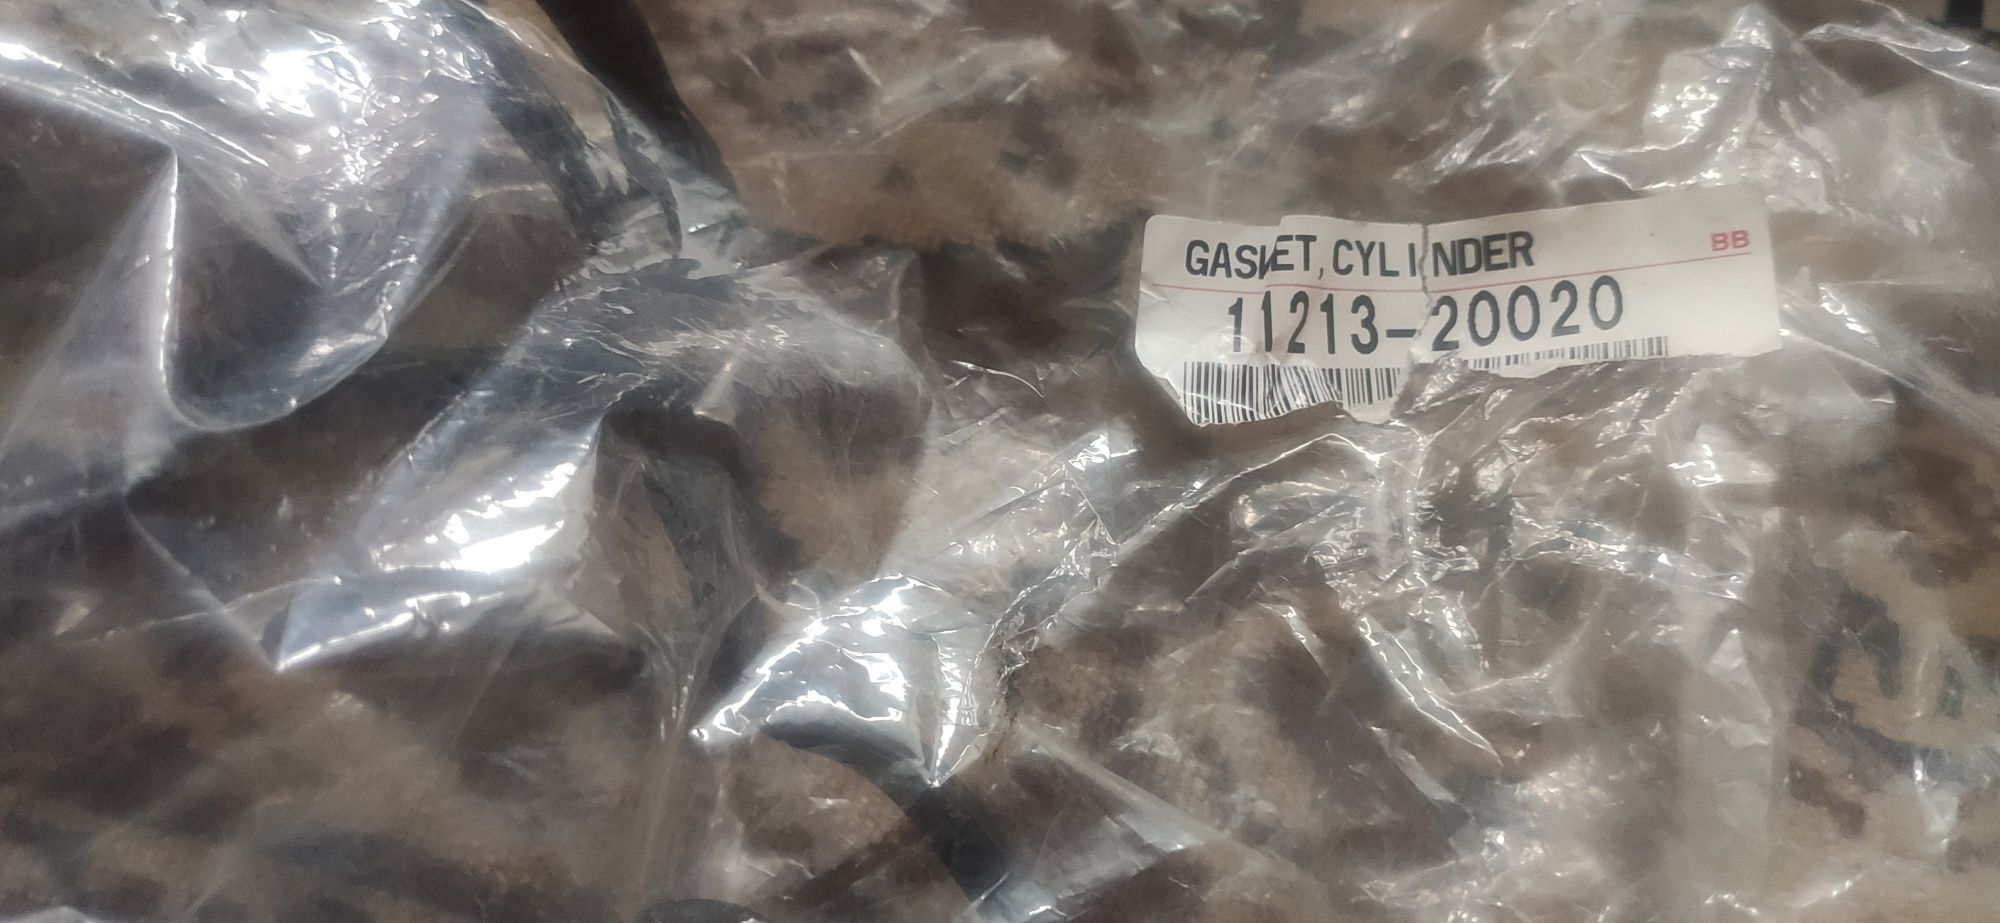 GASKET, CYLINDER
BB
11213-20020